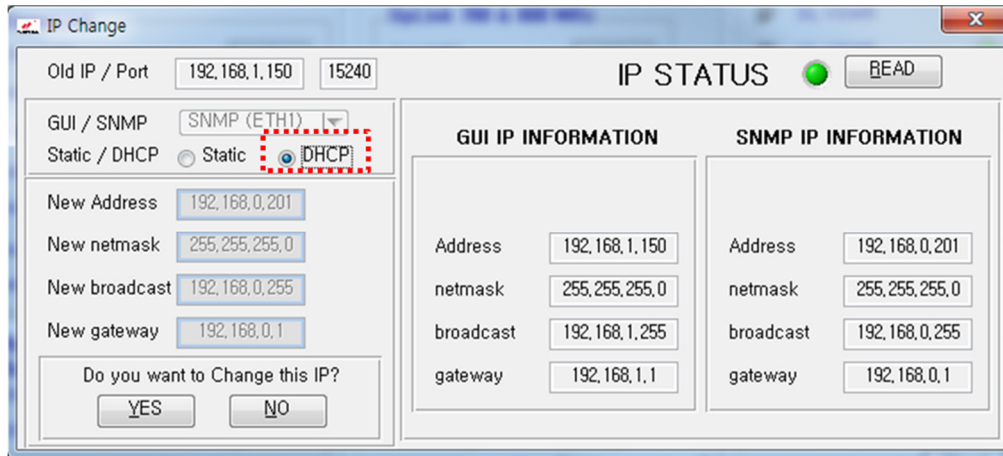 IP Change
Old IP / Port 192,168,1,150 15240
IP STATUS READ
GUI / SNMP SNMP (ETH1)
Static / DHCP Static DHCP
New Address 192,168,0,201
New netmask 255,255,255,0
New broadcast 192,168,0,255
New gateway 192,168,0,1
Do you want to Change this IP?
YES NO
GUI IP INFORMATION
Address 192,168,1,150
netmask 255,255,255,0
broadcast 192,168,1,255
gateway 192,168,1,1
SNMP IP INFORMATION
Address 192,168,0,201
netmask 255,255,255,0
broadcast 192,168,0,255
gateway 192,168,0,1